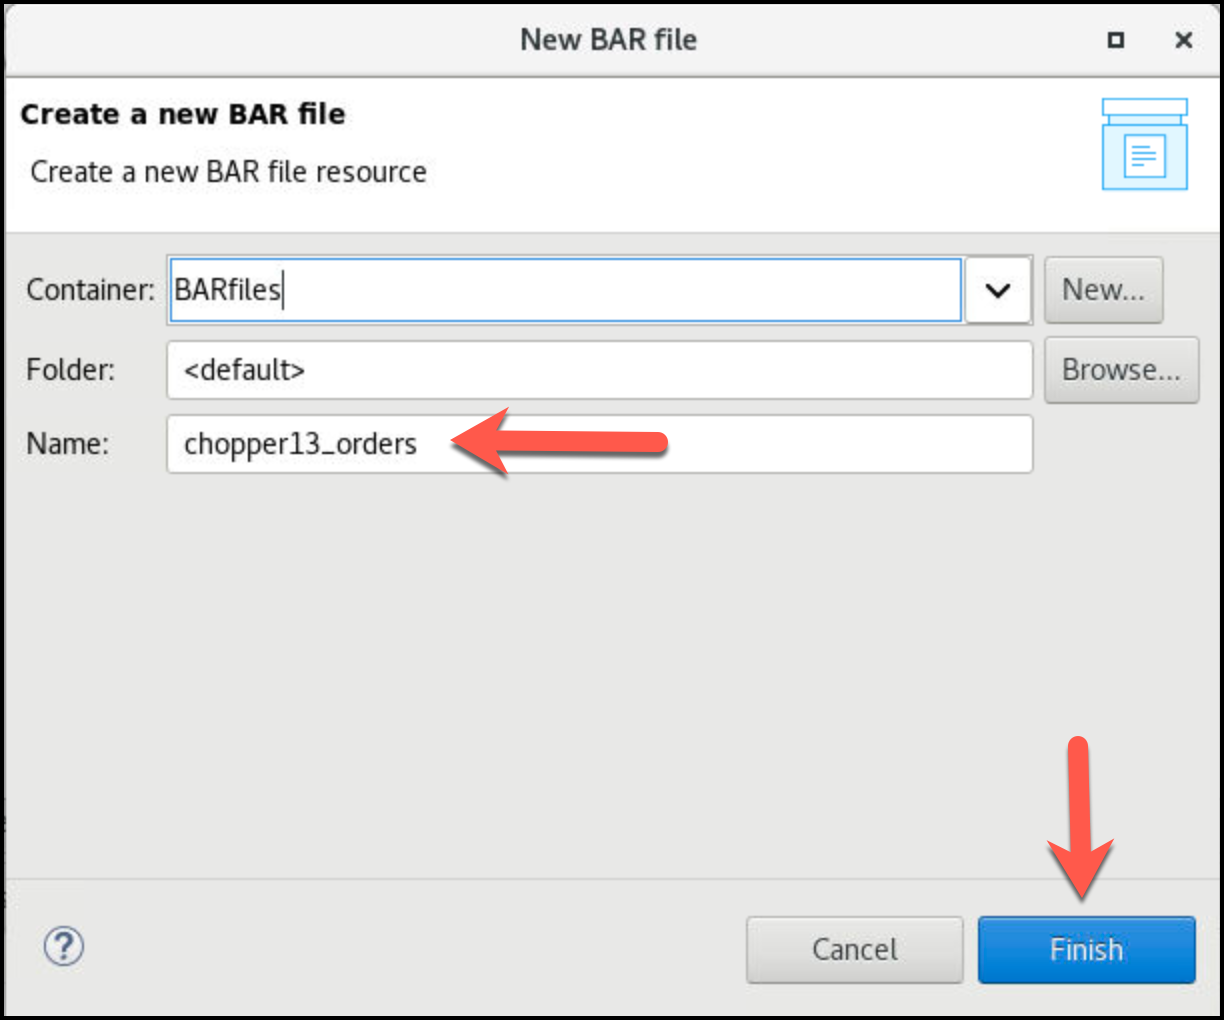 New BAR file
Create a new BAR file
Create a new BAR file resource
Container: BARfiles New...
Folder: <default> Browse...
Name: chopper13_orders
? Cancel Finish